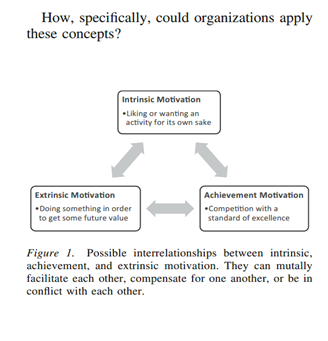 How, specifically, could organizations apply
these concepts?
Intrinsic Motivation
•Liking or wanting an
activity for its own sake
Extrinsic Motivation
•Doing something in order
to get some future value
Achievement Motivation
•Competition with a
standard of excellence
Figure 1. Possible interrelationships between intrinsic,
achievement, and extrinsic motivation. They can mutally
facilitate each other, compensate for one another, or be in
conflict with each other.